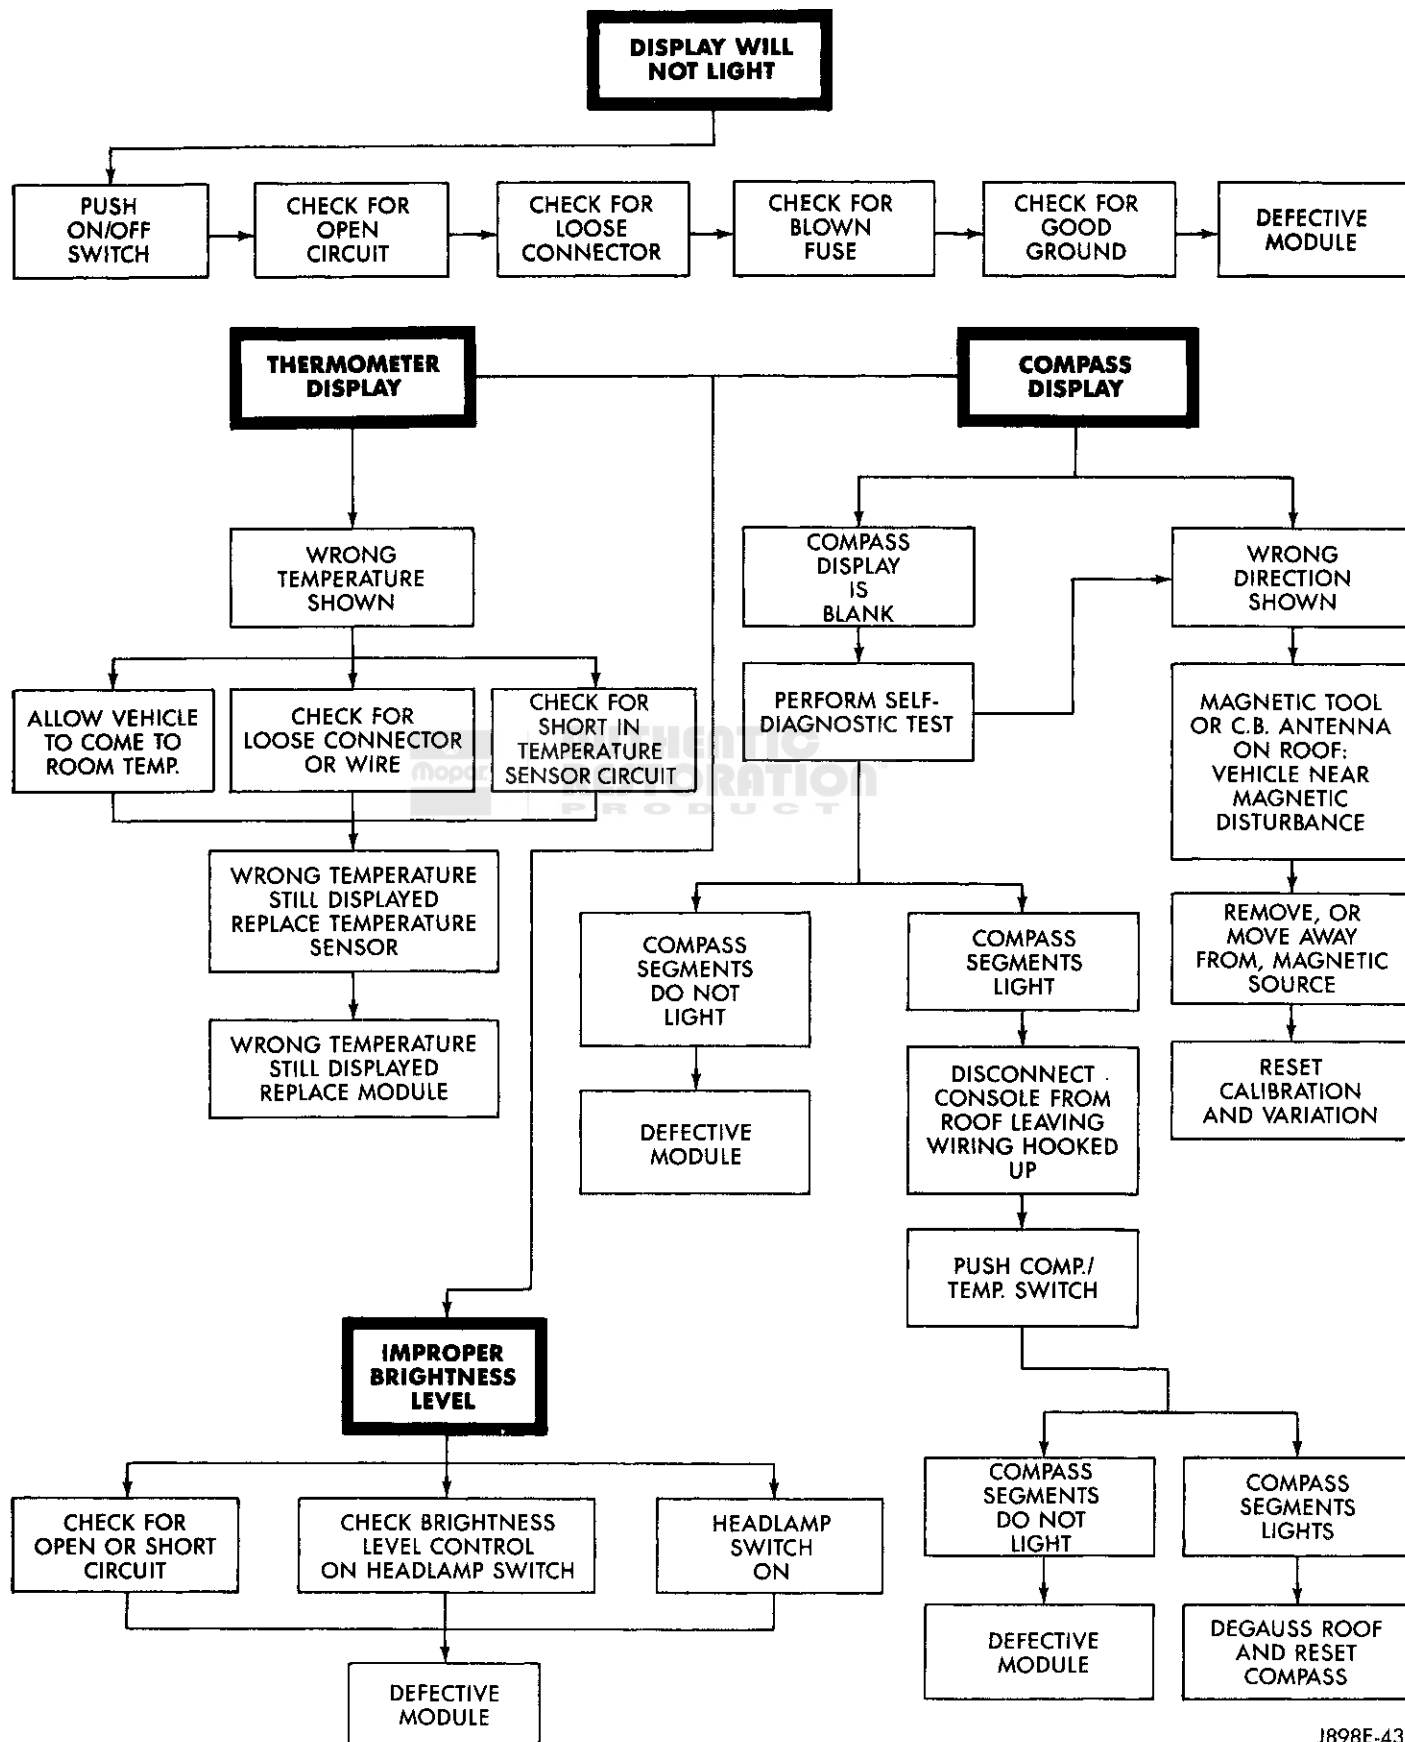 DISPLAY WILL
NOT LIGHT
PUSH
ON/OFF
SWITCH
CHECK FOR
OPEN
CIRCUIT
CHECK FOR
LOOSE
CONNECTOR
CHECK FOR
BLOWN
FUSE
CHECK FOR
GOOD
GROUND
DEFECTIVE
MODULE
THERMOMETER
DISPLAY
COMPASS
DISPLAY
WRONG
TEMPERATURE
SHOWN
COMPASS
DISPLAY
IS
BLANK
WRONG
DIRECTION
SHOWN
ALLOW VEHICLE
TO COME TO
ROOM TEMP.
CHECK FOR
LOOSE CONNECTOR
OR WIRE
CHECK FOR
SHORT IN
TEMPERATURE
SENSOR CIRCUIT
PERFORM SELF-
DIAGNOSTIC TEST
MAGNETIC TOOL
OR C.B. ANTENNA
ON ROOF:
VEHICLE NEAR
MAGNETIC
DISTURBANCE
Mopar
AUTHENTIC
RESTORATION
PRODUCT
WRONG TEMPERATURE
STILL DISPLAYED
REPLACE TEMPERATURE
SENSOR
COMPASS
SEGMENTS
DO NOT
LIGHT
COMPASS
SEGMENTS
LIGHT
REMOVE, OR
MOVE AWAY
FROM, MAGNETIC
SOURCE
WRONG TEMPERATURE
STILL DISPLAYED
REPLACE MODULE
DEFECTIVE
MODULE
DISCONNECT
CONSOLE FROM
ROOF LEAVING
WIRING HOOKED
UP
RESET
CALIBRATION
AND VARIATION
PUSH COMP./
TEMP. SWITCH
IMPROPER
BRIGHTNESS
LEVEL
CHECK FOR
OPEN OR SHORT
CIRCUIT
CHECK BRIGHTNESS
LEVEL CONTROL
ON HEADLAMP SWITCH
HEADLAMP
SWITCH
ON
COMPASS
SEGMENTS
DO NOT
LIGHT
COMPASS
SEGMENTS
LIGHTS
DEFECTIVE
MODULE
DEFECTIVE
MODULE
DEGAUSS ROOF
AND RESET
COMPASS
J898E-43